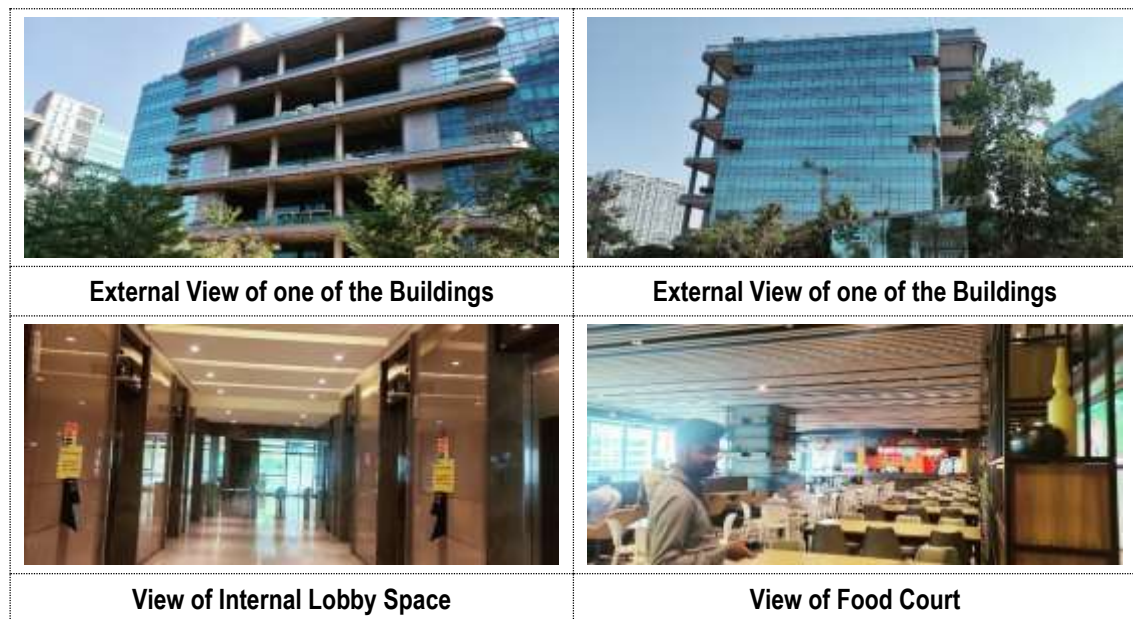 External View of one of the Buildings
External View of one of the Buildings
View of Internal Lobby Space
View of Food Court